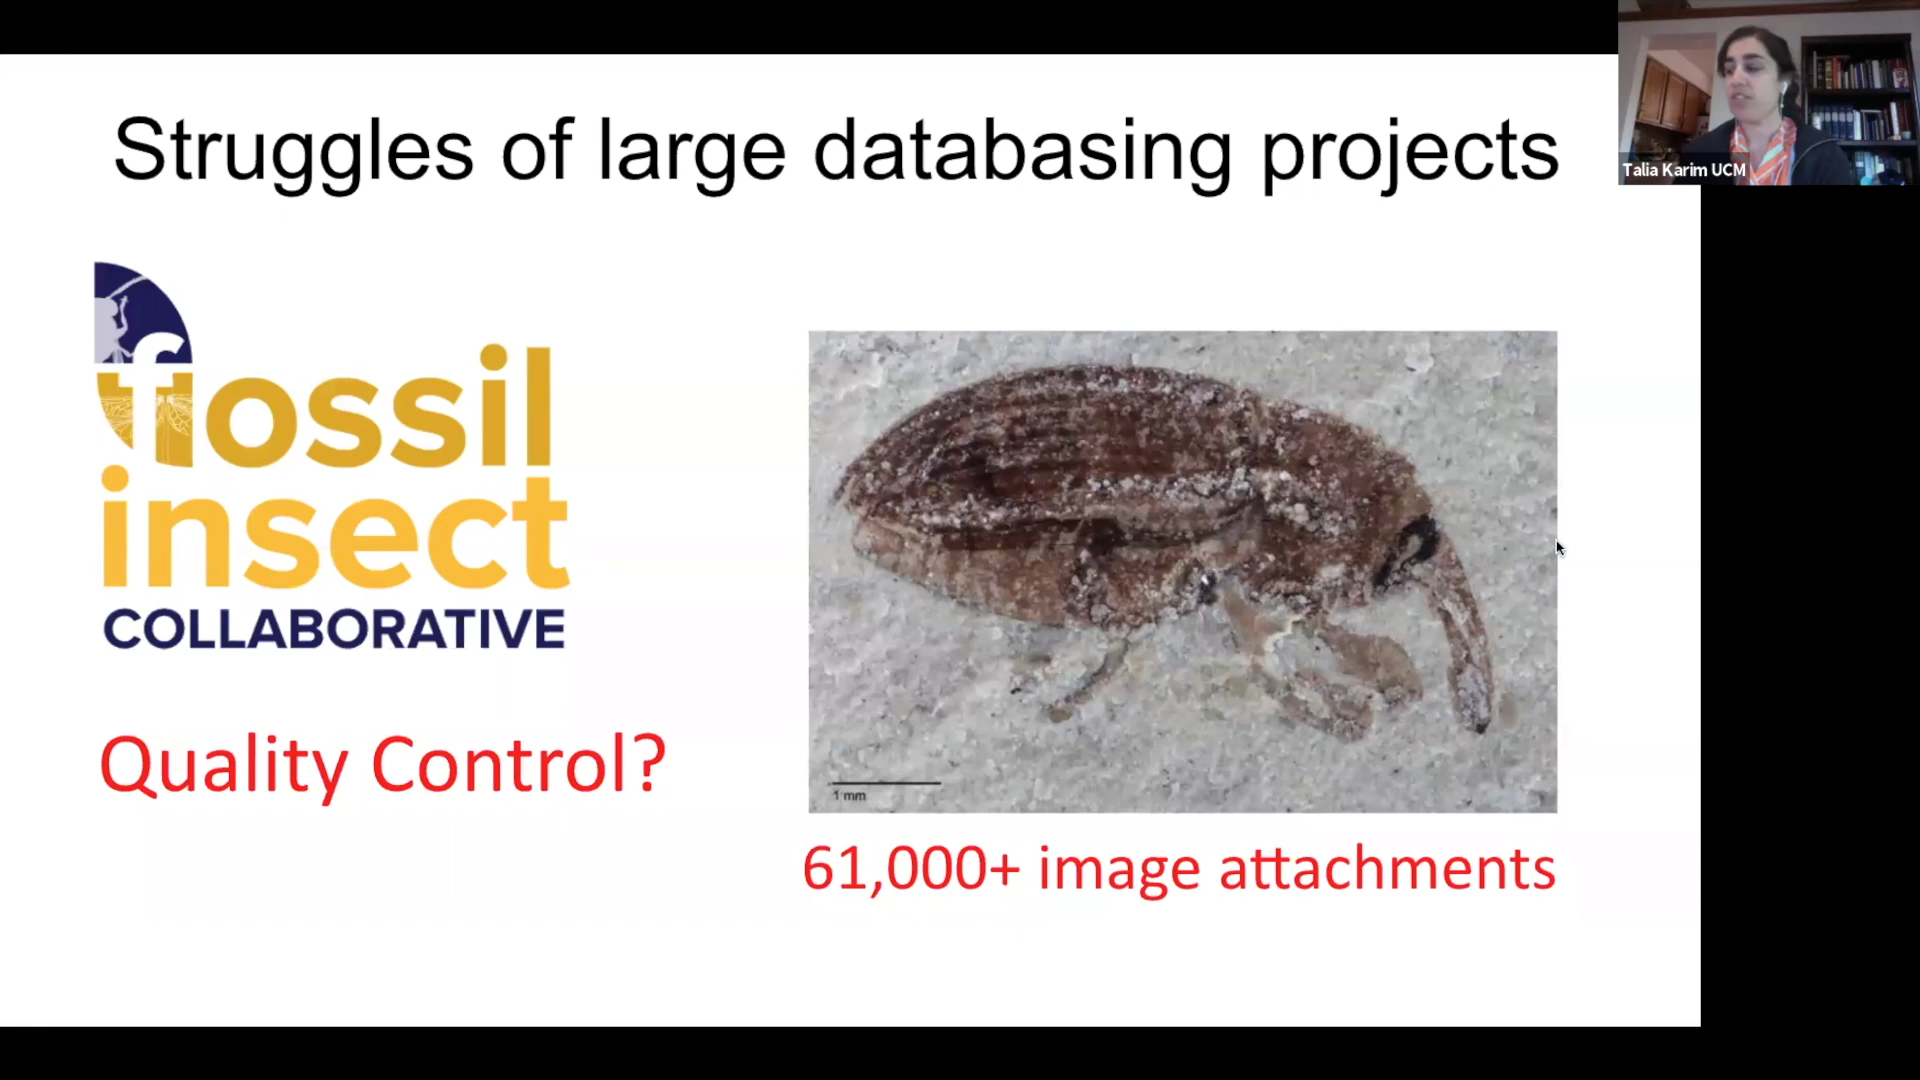 Struggles of large databasing projects
Talia Karim UCM
fossil
insect
COLLABORATIVE
Quality Control?
1 mm
61,000+ image attachments